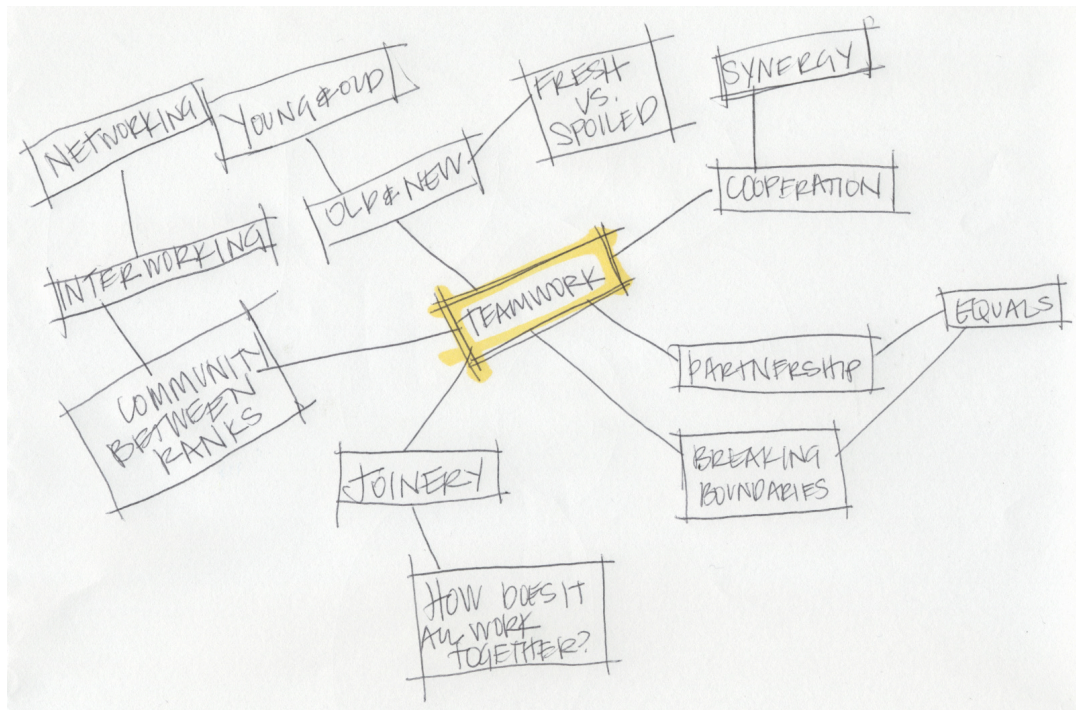 NETWORKING
YOUNG & OLD
FRESH
VS.
SPOILED
SYNERGY
OLD & NEW
COOPERATION
INTERWORKING
TEAMWORK
EQUALS
COMMUNITY
BETWEEN
RANKS
PARTNERSHIP
JOINERY
BREAKING
BOUNDARIES
HOW DOES IT
ALL WORK
TOGETHER?